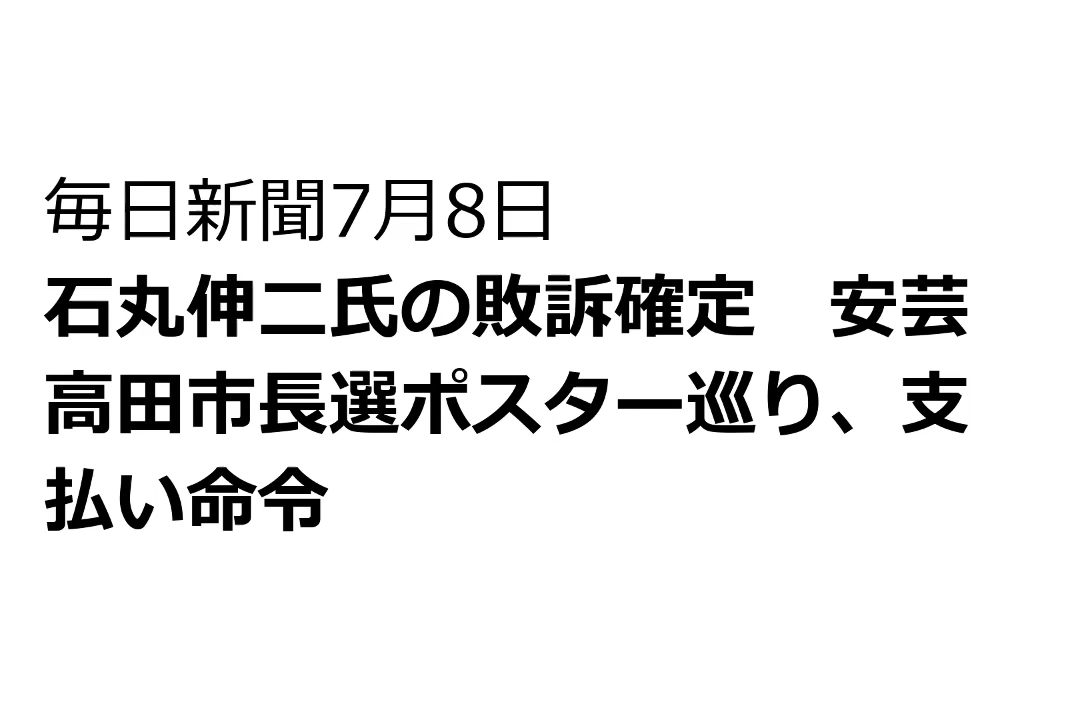 毎日新聞7月8日
石丸伸二氏の敗訴確定　安芸
高田市長選ポスター巡り、支
払い命令